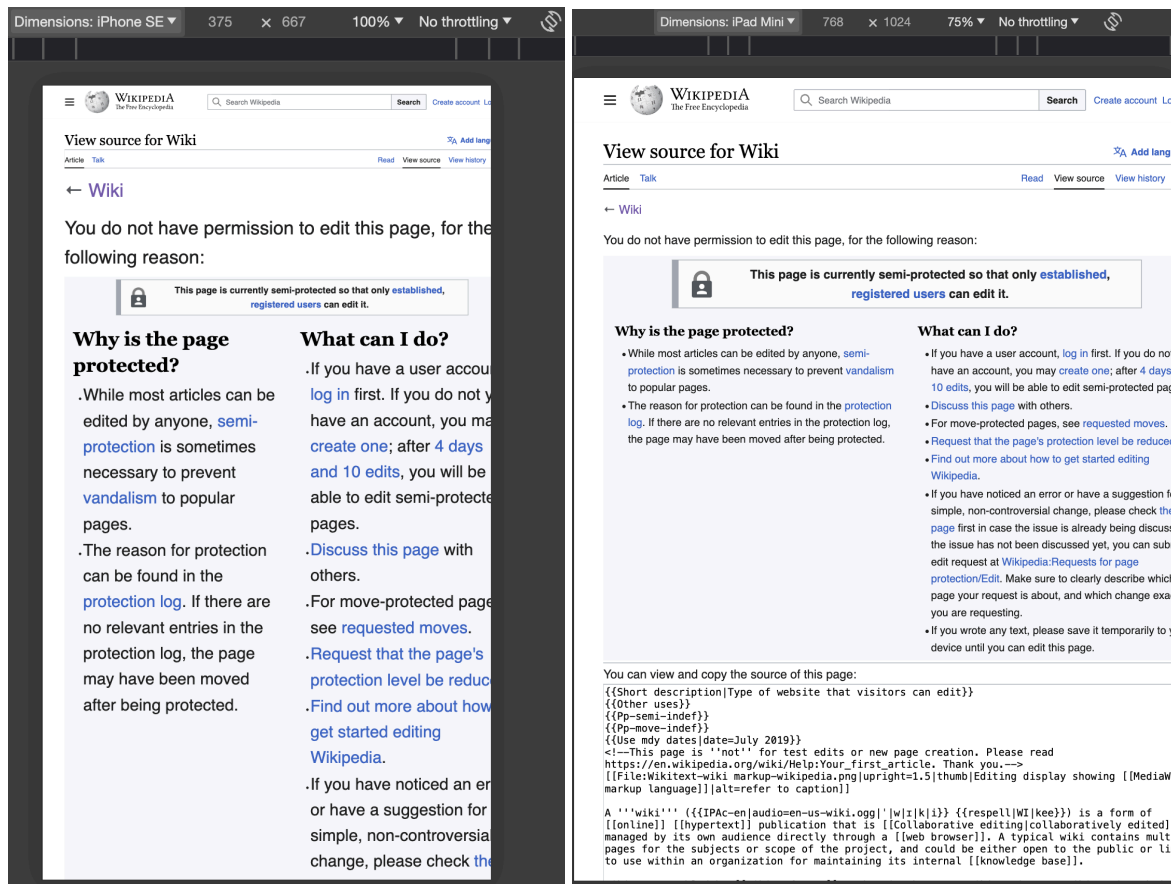 Dimensions: iPhone SE ▼ 375 × 667 100% ▼ No throttling ▼
WIKIPEDIA
The Free Encyclopedia
Search Wikipedia Search Create account Lo
View source for Wiki
Add lang
Article Talk Read View source View history
← Wiki
You do not have permission to edit this page, for the
following reason:
This page is currently semi-protected so that only established,
registered users can edit it.
Why is the page
protected?
•While most articles can be
edited by anyone, semi-
protection is sometimes
necessary to prevent
vandalism to popular
pages.
•The reason for protection
can be found in the
protection log. If there are
no relevant entries in the
protection log, the page
may have been moved
after being protected.
What can I do?
•If you have a user accou
log in first. If you do not y
have an account, you ma
create one; after 4 days
and 10 edits, you will be
able to edit semi-protecte
pages.
•Discuss this page with
others.
•For move-protected page
see requested moves.
•Request that the page's
protection level be reduc
•Find out more about how
get started editing
Wikipedia.
•If you have noticed an er
or have a suggestion for
simple, non-controversial
change, please check the
Dimensions: iPad Mini ▼ 768 × 1024 75% ▼ No throttling ▼
WIKIPEDIA
The Free Encyclopedia
Search Wikipedia Search Create account Lo
View source for Wiki
Add lang
Article Talk Read View source View history
← Wiki
You do not have permission to edit this page, for the following reason:
This page is currently semi-protected so that only established,
registered users can edit it.
Why is the page protected?
• While most articles can be edited by anyone, semi-
protection is sometimes necessary to prevent vandalism
to popular pages.
• The reason for protection can be found in the protection
log. If there are no relevant entries in the protection log,
the page may have been moved after being protected.
What can I do?
• If you have a user account, log in first. If you do no
have an account, you may create one; after 4 days
10 edits, you will be able to edit semi-protected pag
• Discuss this page with others.
• For move-protected pages, see requested moves.
• Request that the page's protection level be reduced
• Find out more about how to get started editing
Wikipedia.
• If you have noticed an error or have a suggestion f
simple, non-controversial change, please check the
page first in case the issue is already being discuss
the issue has not been discussed yet, you can sub
edit request at Wikipedia:Requests for page
protection/Edit. Make sure to clearly describe whic
page your request is about, and which change exa
you are requesting.
• If you wrote any text, please save it temporarily to y
device until you can edit this page.
You can view and copy the source of this page:
{{Short description|Type of website that visitors can edit}}
{{Other uses}}
{{Pp-semi-indef}}
{{Pp-move-indef}}
{{Use mdy dates|date=July 2019}}
<!--This page is ''not'' for test edits or new page creation. Please read
https://en.wikipedia.org/wiki/Help:Your_first_article. Thank you.-->
[[File:Wikitext-wiki markup-wikipedia.png|upright=1.5|thumb|Editing display showing [[MediaW
markup language]]|alt=refer to caption]]
A '''wiki''' ({{IPAc-en|audio=en-us-wiki.ogg|ˈ|w|ɪ|k|i}} {{respell|WI|kee}}) is a form of
[[online]] [[hypertext]] publication that is [[Collaborative editing|collaboratively edited]]
managed by its own audience directly through a [[web browser]]. A typical wiki contains mult
pages for the subjects or scope of the project, and could be either open to the public or li
to use within an organization for maintaining its internal [[knowledge base]].